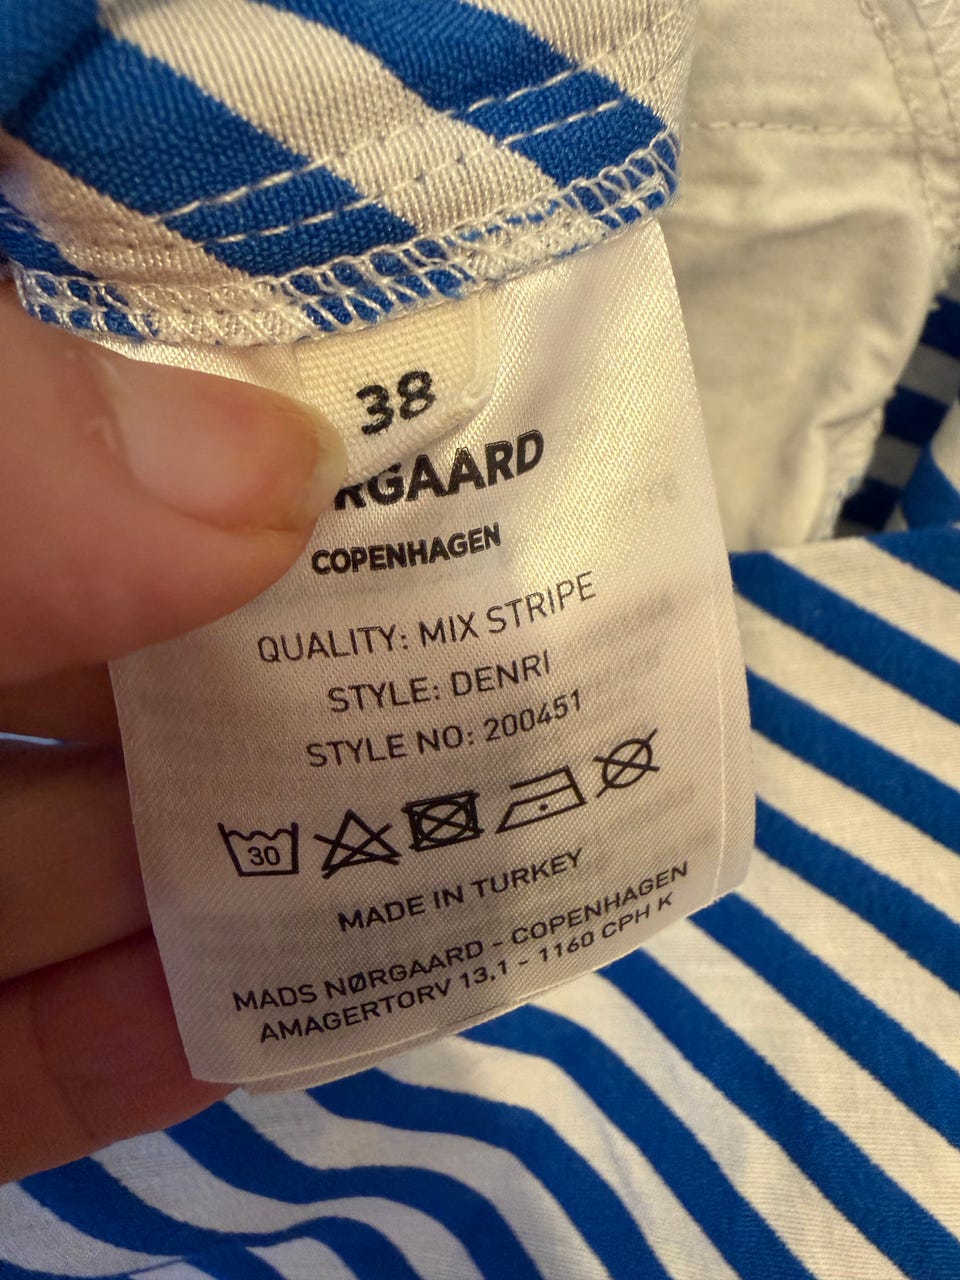 38
RGAARD
COPENHAGEN
QUALITY: MIX STRIPE
STYLE: DENRI
STYLE NO: 200451
30
MADE IN TURKEY
MADS NØRGAARD - COPENHAGEN
AMAGERTORV 13,1 - 1160 CPH K